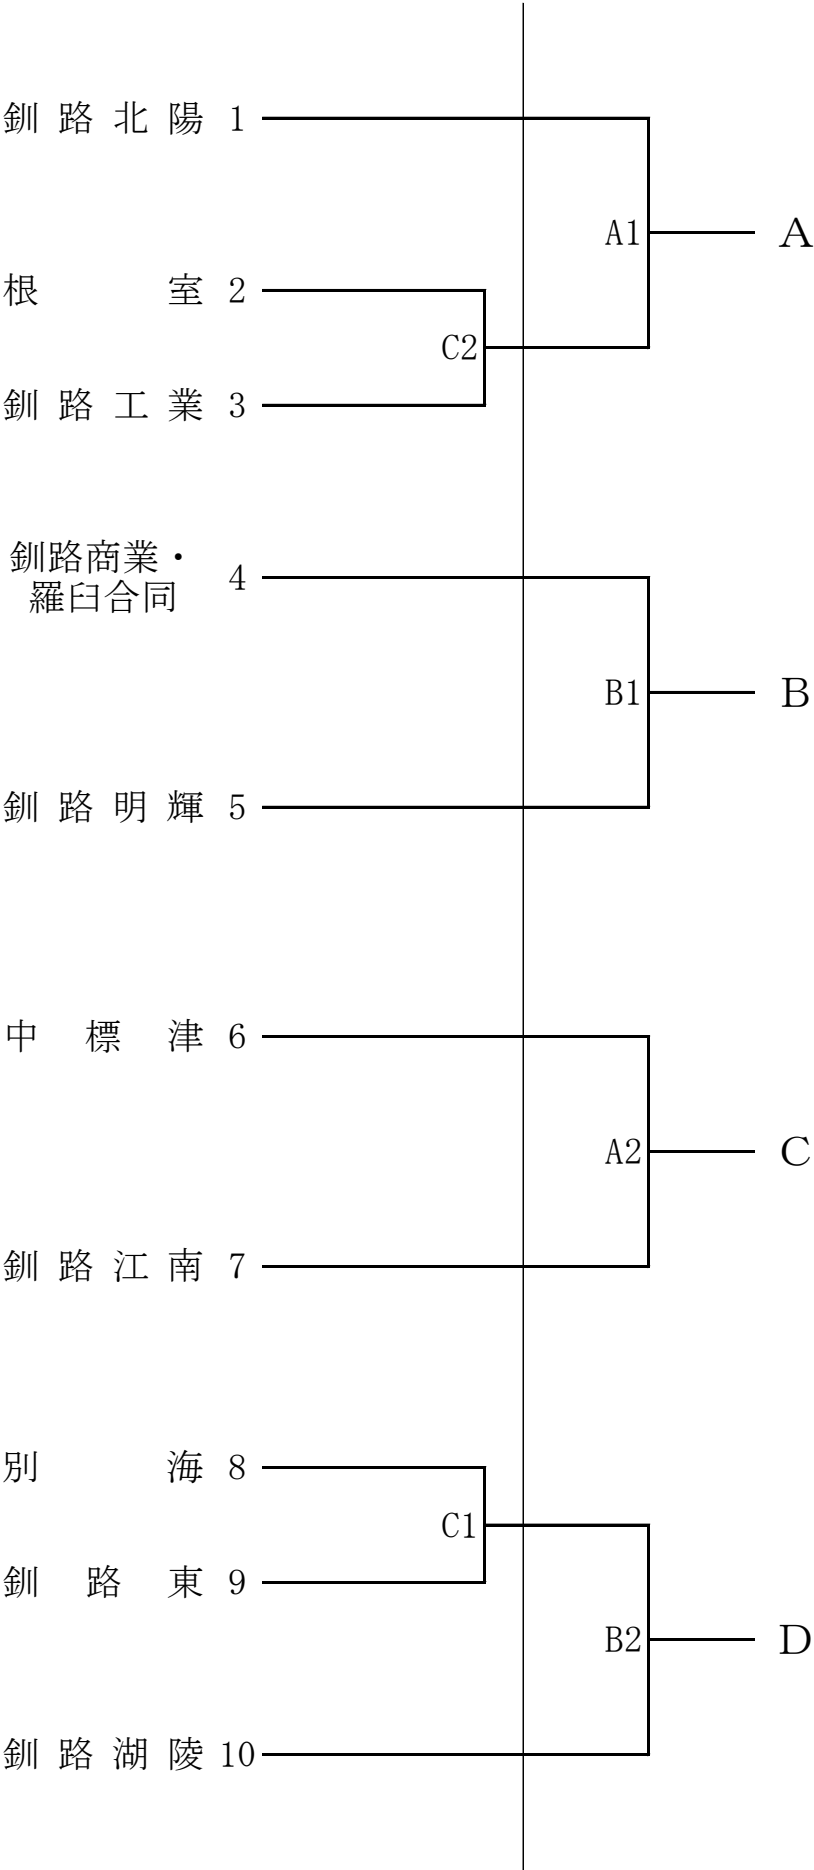 釧路北陽 1
A1
A
根室 2
C2
釧路工業 3
釧路商業・
羅臼合同
4
B1
B
釧路明輝 5
中標津 6
A2
C
釧路江南 7
別海 8
C1
釧路東 9
B2
D
釧路湖陵 10